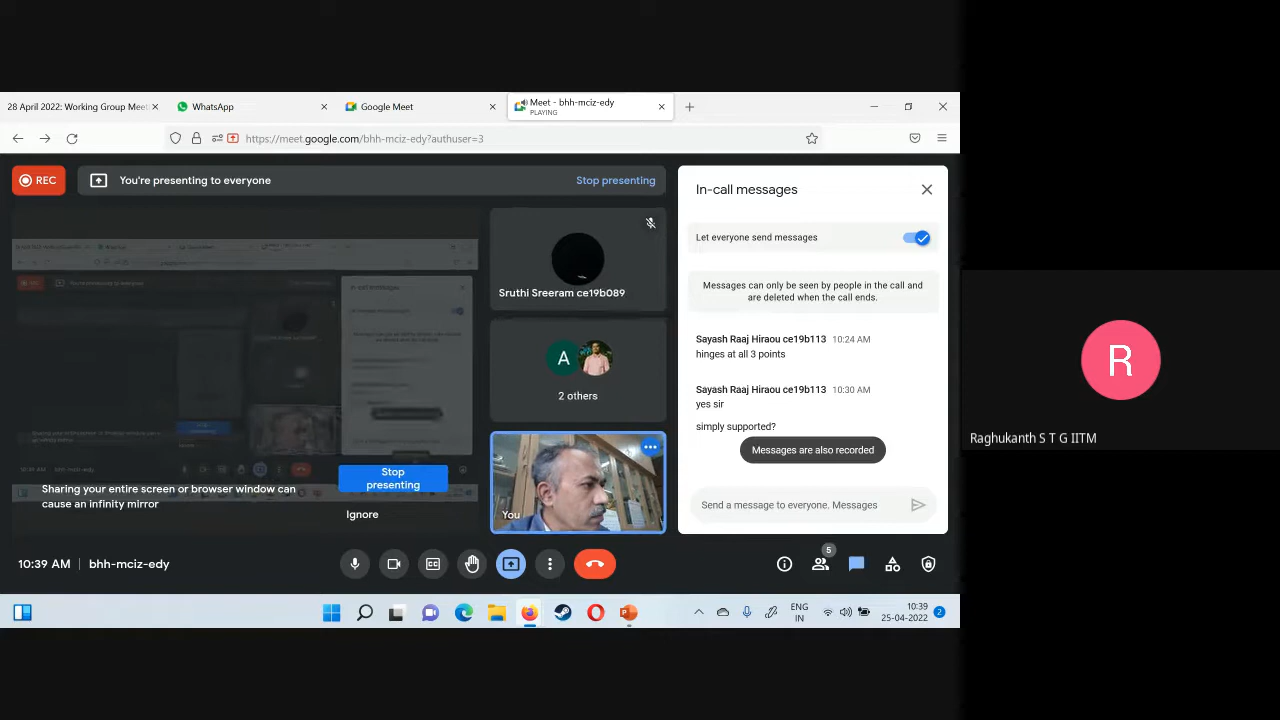 28 April 2022: Working Group Meet
WhatsApp
Google Meet
Meet - bhh-mciz-edy
PLAYING
https://meet.google.com/bhh-mciz-edy?authuser=3
REC
You're presenting to everyone
Stop presenting
In-call messages
Let everyone send messages
Messages can only be seen by people in the call and
are deleted when the call ends.
Sayash Raaj Hiraou ce19b113 10:24 AM
hinges at all 3 points
Sayash Raaj Hiraou ce19b113 10:30 AM
yes sir
simply supported?
Messages are also recorded
Send a message to everyone. Messages
Sruthi Sreeram ce19b089
A
2 others
You
Sharing your entire screen or browser window can
cause an infinity mirror
Stop
presenting
Ignore
10:39 AM | bhh-mciz-edy
5
ENG
IN
10:39
25-04-2022
2
R
Raghukanth S T G IITM